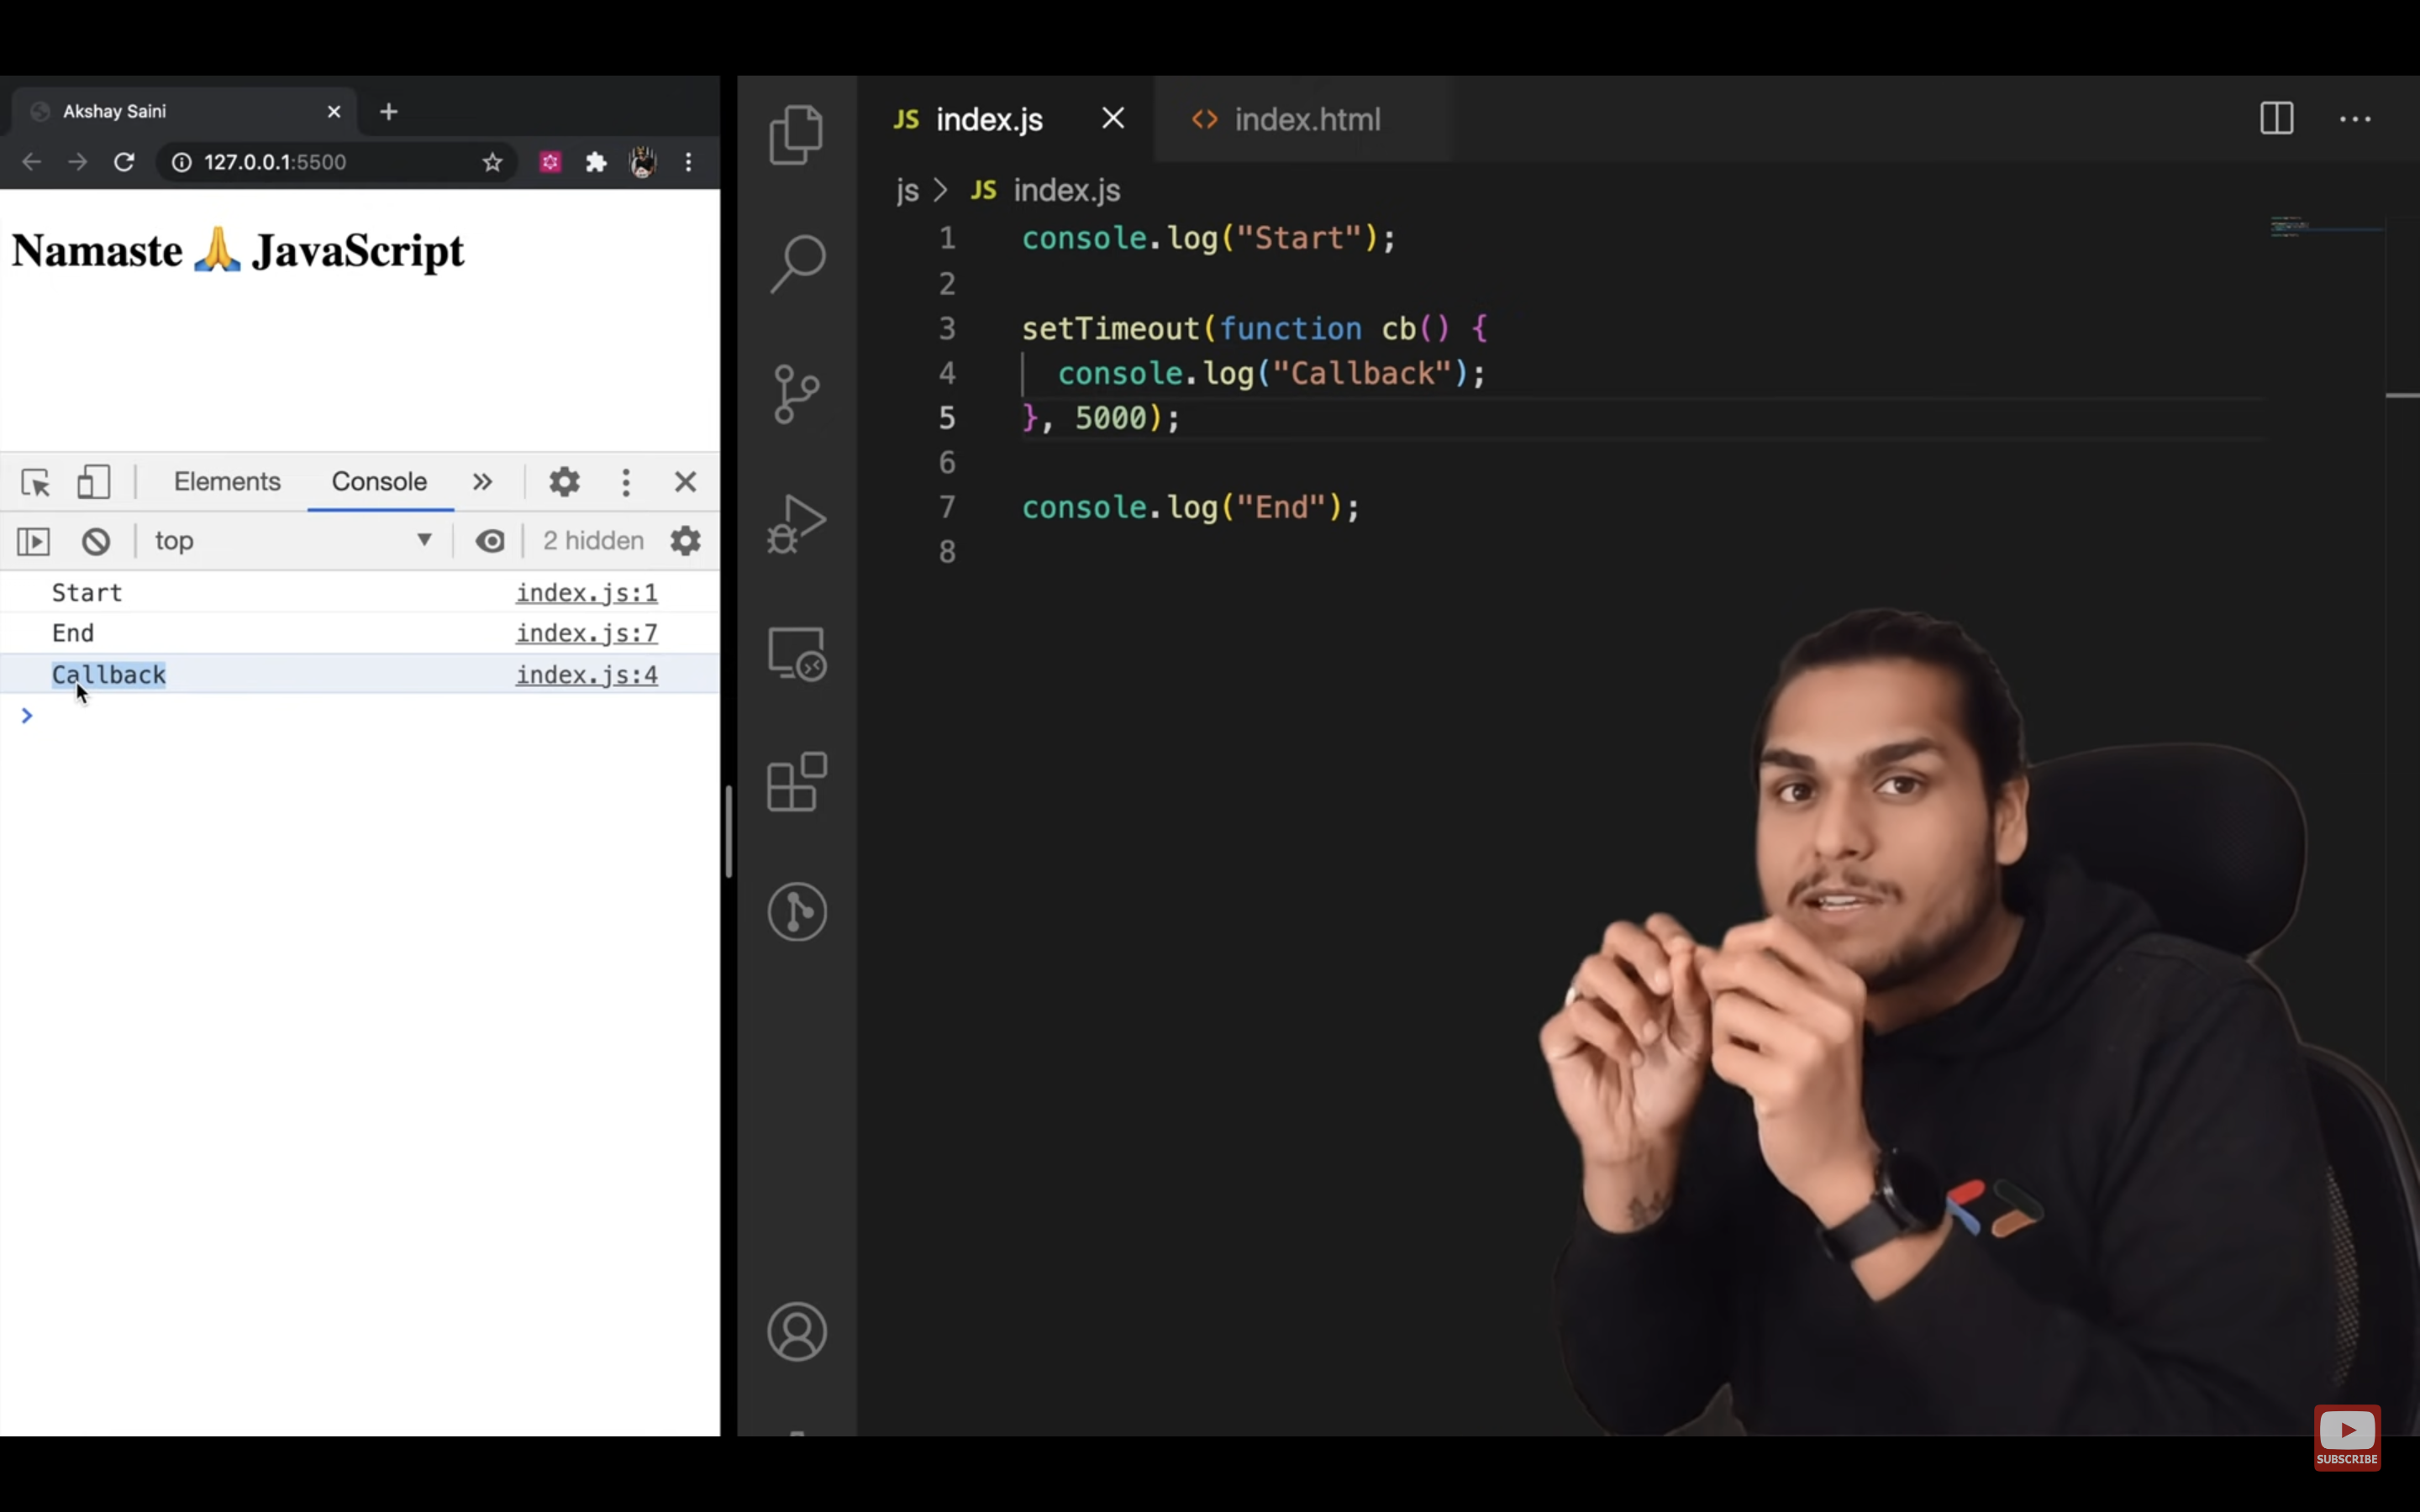 Akshay Saini
127.0.0.1:5500
Namaste 🙏 JavaScript
Elements Console
top 2 hidden
Start index.js:1
End index.js:7
Callback index.js:4
JS index.js index.html
js > JS index.js
1 console.log("Start");
2
3 setTimeout(function cb() {
4 console.log("Callback");
5 }, 5000);
6
7 console.log("End");
8
SUBSCRIBE